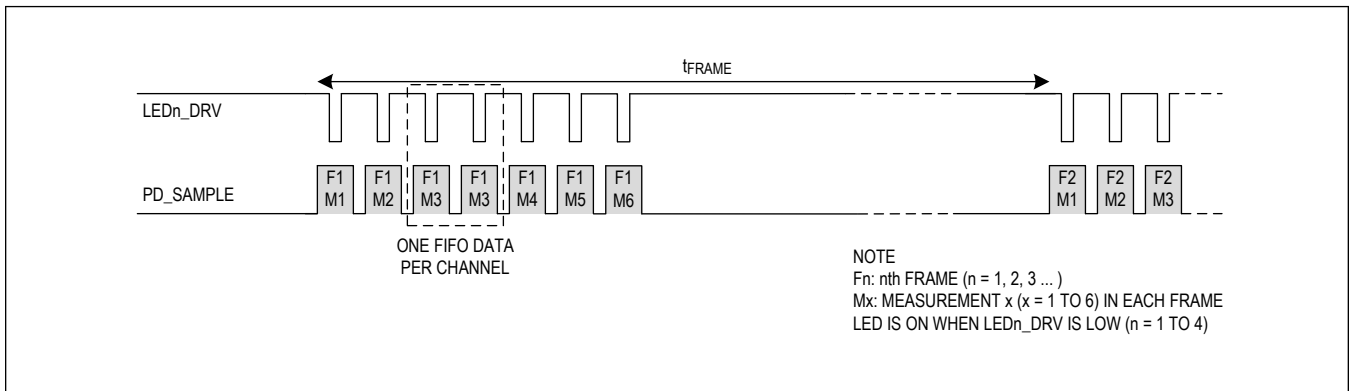 tFRAME
LEDn_DRV
PD_SAMPLE
F1 F1 F1 F1 F1 F1 F1 F2 F2 F2
M1 M2 M3 M3 M4 M5 M6 M1 M2 M3
ONE FIFO DATA
PER CHANNEL
NOTE
Fn: nth FRAME (n = 1, 2, 3 ... )
Mx: MEASUREMENT x (x = 1 TO 6) IN EACH FRAME
LED IS ON WHEN LEDn_DRV IS LOW (n = 1 TO 4)